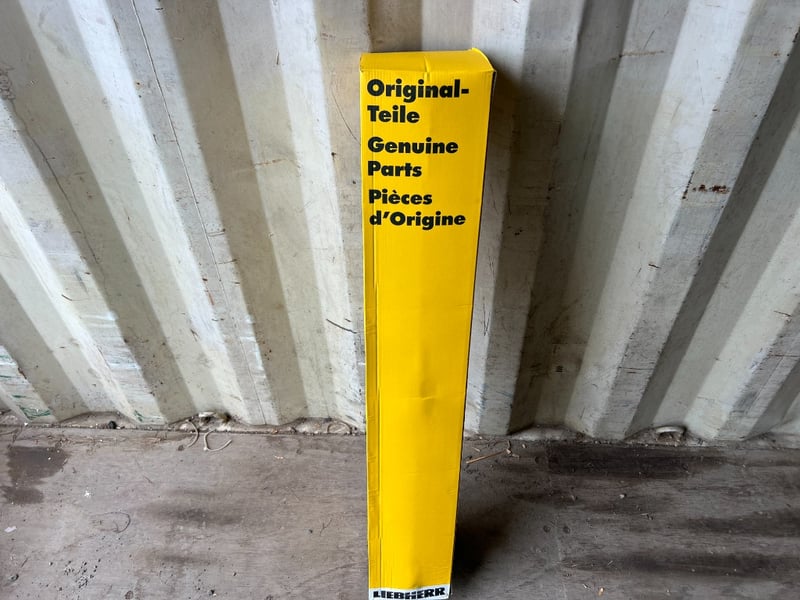 Original-
Teile
Genuine
Parts
Pièces
d'Origine
LIEBHERR